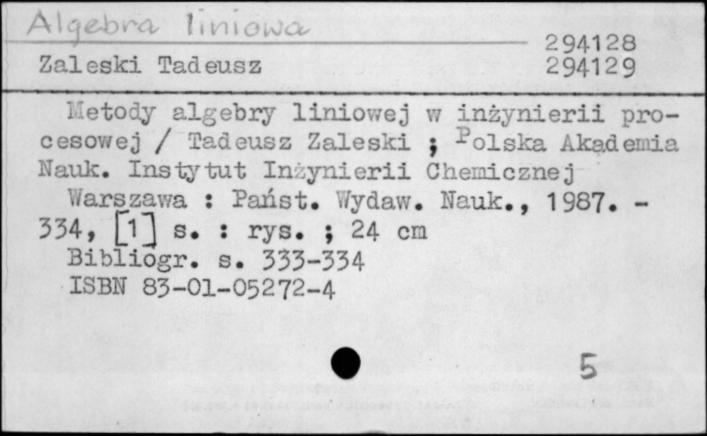 Algebra liniowa
294128
Zaleski Tadeusz 294129
Metody algebry liniowej w inżynierii pro-
cesowej / Tadeusz Zaleski ; Polska Akademia
Nauk. Instytut Inżynierii Chemicznej
Warszawa : Państ. Wydaw. Nauk., 1987. -
334, [1] s. : rys. ; 24 cm
Bibliogr. s. 333-334
ISBN 83-01-05272-4
5